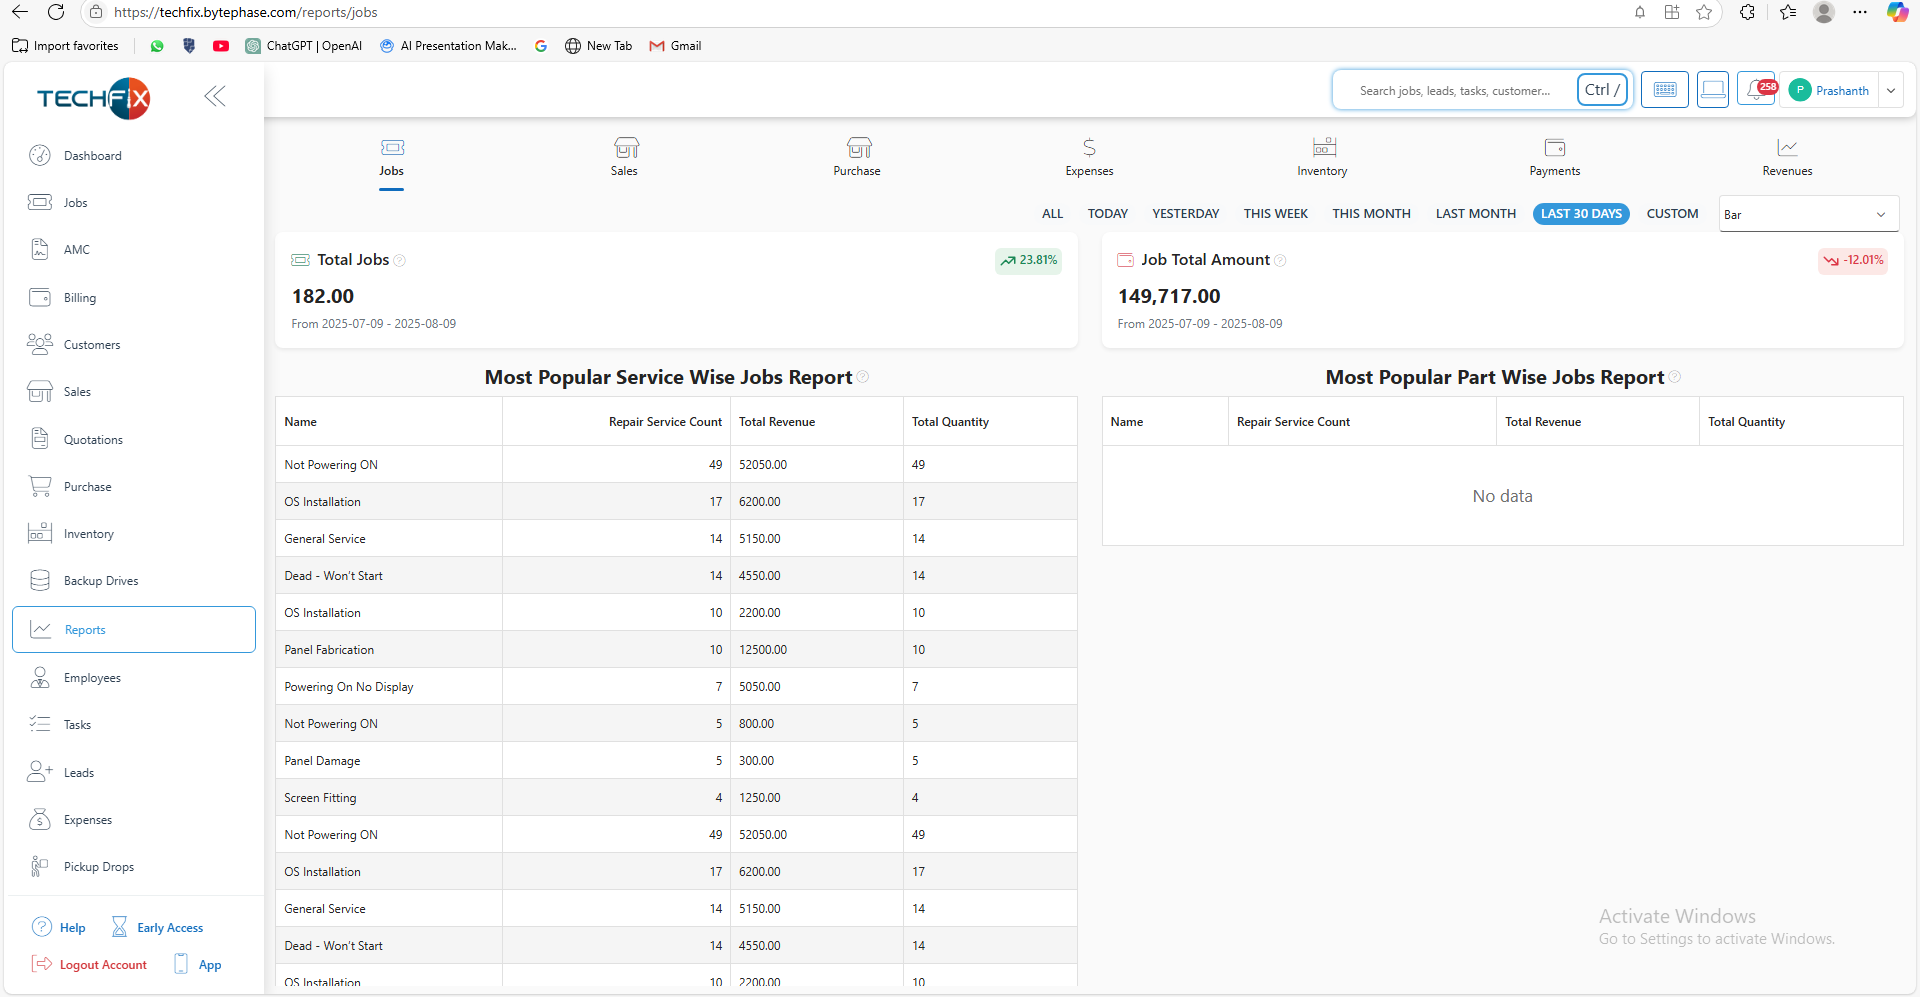 https://techfix.bytephase.com/reports/jobs
Import favorites
ChatGPT | OpenAI
AI Presentation Mak...
New Tab
Gmail
TECHFIX
Search jobs, leads, tasks, customer...
Ctrl /
258
P
Prashanth
Dashboard
Jobs
AMC
Billing
Customers
Sales
Quotations
Purchase
Inventory
Backup Drives
Reports
Employees
Tasks
Leads
Expenses
Pickup Drops
Help
Early Access
Logout Account
App
Jobs
Sales
Purchase
Expenses
Inventory
Payments
Revenues
ALL TODAY YESTERDAY THIS WEEK THIS MONTH LAST MONTH LAST 30 DAYS CUSTOM
Bar
Total Jobs
23.81%
182.00
From 2025-07-09 - 2025-08-09
Job Total Amount
-12.01%
149,717.00
From 2025-07-09 - 2025-08-09
Most Popular Service Wise Jobs Report
Name Repair Service Count Total Revenue Total Quantity
Not Powering ON 49 52050.00 49
OS Installation 17 6200.00 17
General Service 14 5150.00 14
Dead - Won't Start 14 4550.00 14
OS Installation 10 2200.00 10
Panel Fabrication 10 12500.00 10
Powering On No Display 7 5050.00 7
Not Powering ON 5 800.00 5
Panel Damage 5 300.00 5
Screen Fitting 4 1250.00 4
Not Powering ON 49 52050.00 49
OS Installation 17 6200.00 17
General Service 14 5150.00 14
Dead - Won't Start 14 4550.00 14
OS Installation 10 2200.00 10
Most Popular Part Wise Jobs Report
Name Repair Service Count Total Revenue Total Quantity
No data
Activate Windows
Go to Settings to activate Windows.